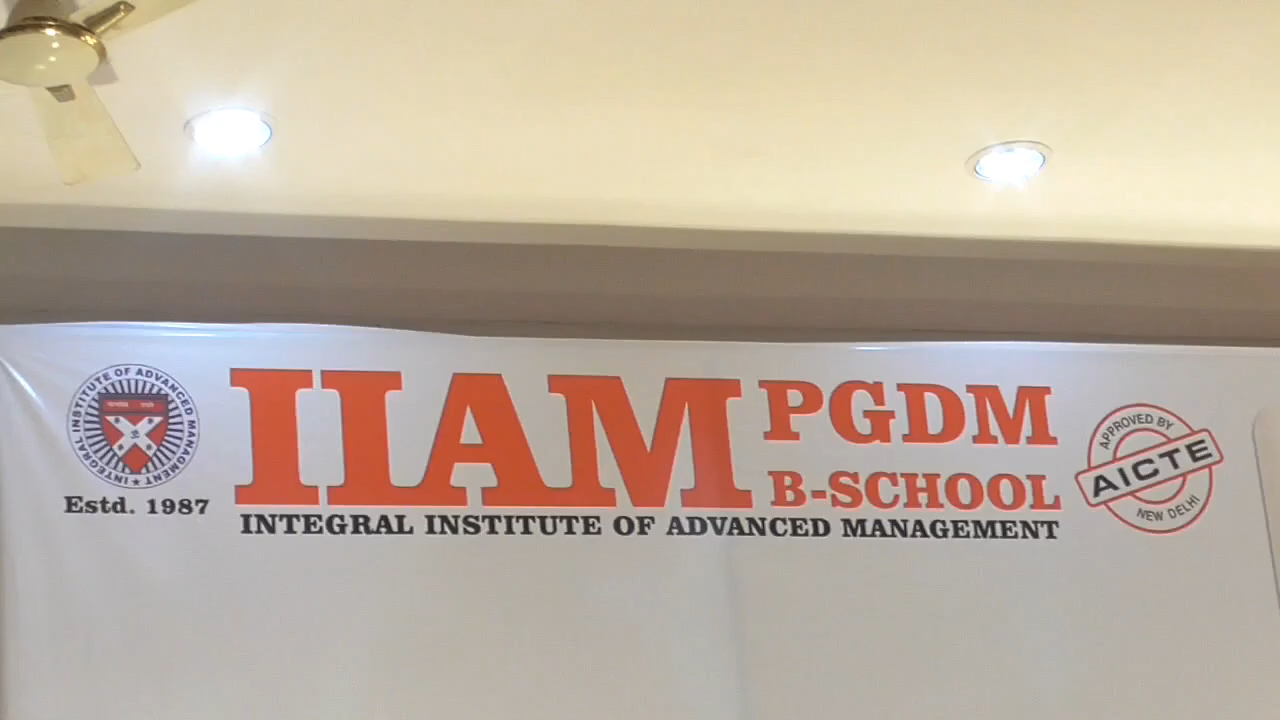 INTEGRAL INSTITUTE OF ADVANCED MANAGMENT
Estd. 1987
IIAM
PGDM
B-SCHOOL
INTEGRAL INSTITUTE OF ADVANCED MANAGEMENT
APPROVED BY
AICTE
NEW DELHI